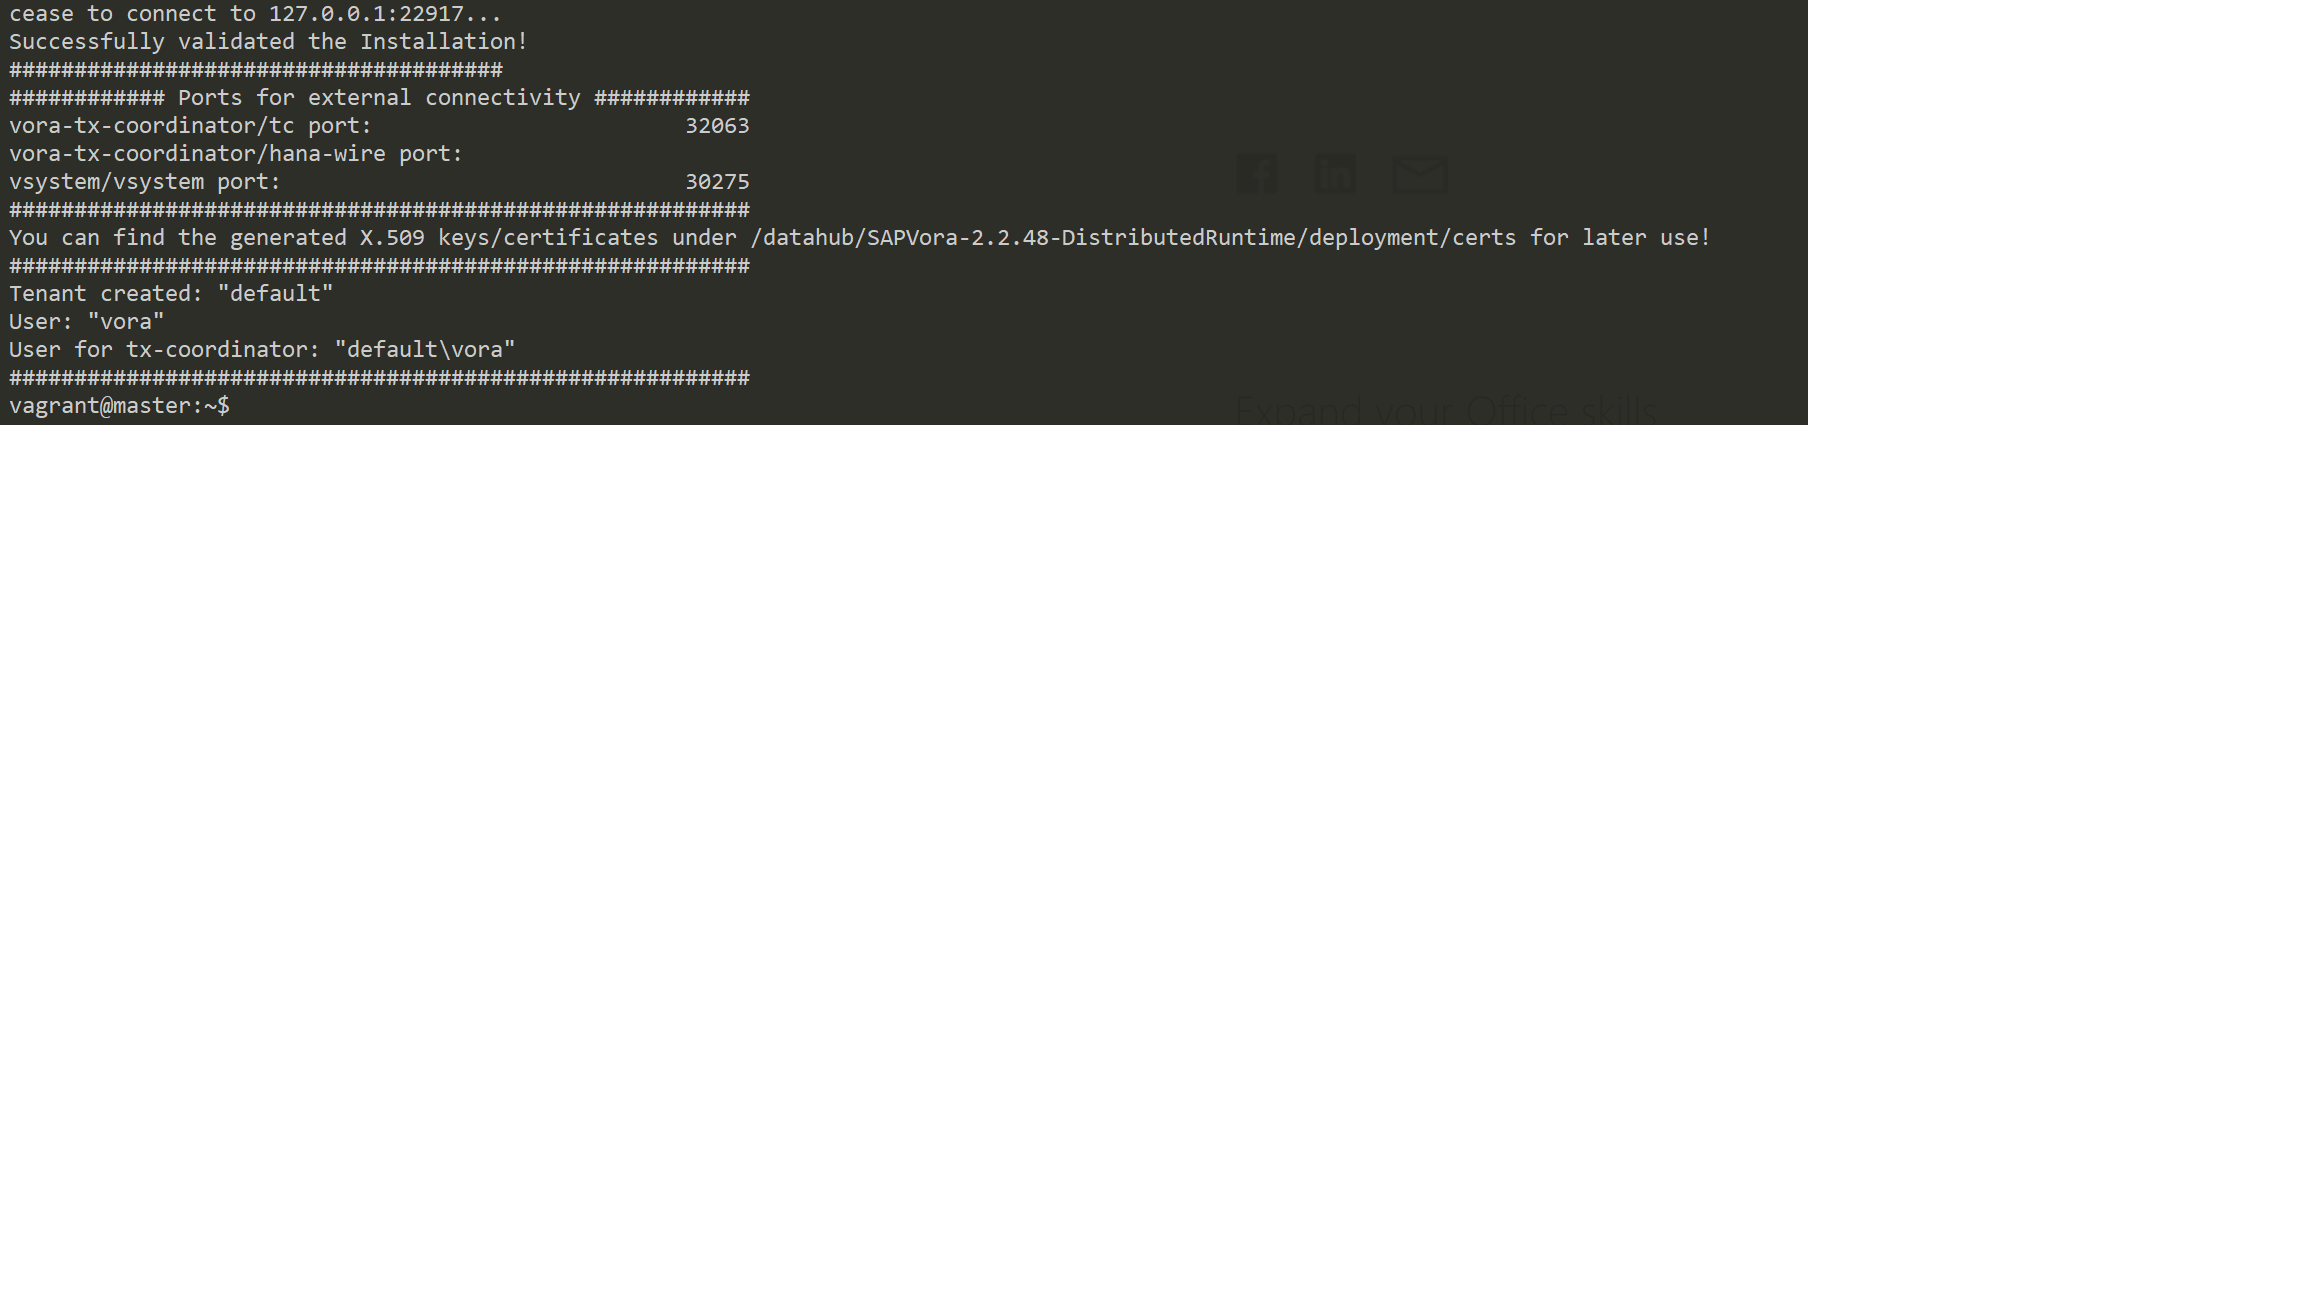 cease to connect to 127.0.0.1:22917...
Successfully validated the Installation!
######################################
############ Ports for external connectivity ############
vora-tx-coordinator/tc port:                        32063
vora-tx-coordinator/hana-wire port:
vsystem/vsystem port:                               30275
#########################################################
You can find the generated X.509 keys/certificates under /datahub/SAPVora-2.2.48-DistributedRuntime/deployment/certs for later use!
#########################################################
Tenant created: "default"
User: "vora"
User for tx-coordinator: "default\vora"
#########################################################
vagrant@master:~$
Expand your Office skills